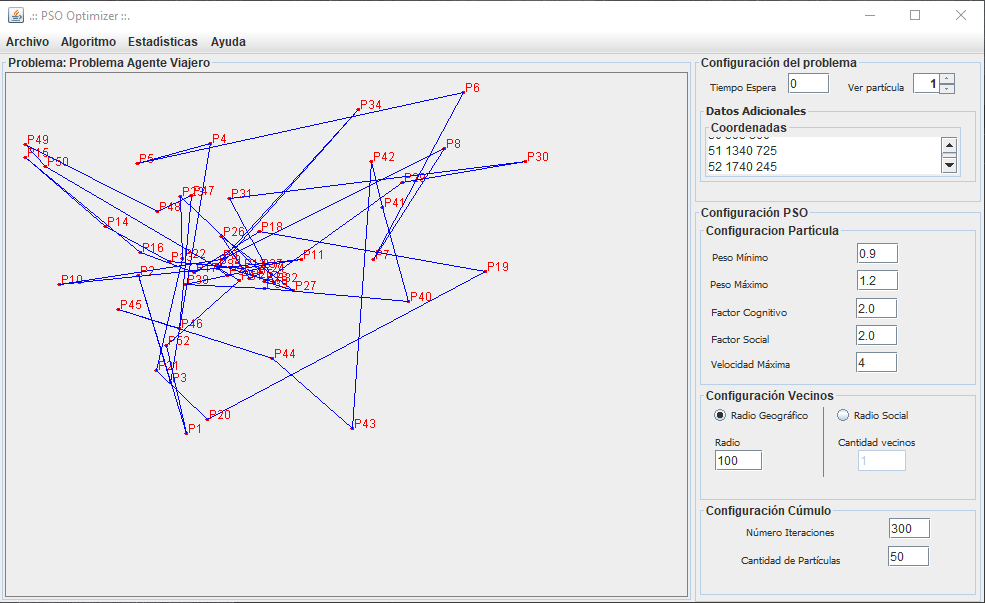 .:: PSO Optimizer ::.
Archivo Algoritmo Estadísticas Ayuda
Problema: Problema Agente Viajero
P6
P34
P4
P49
P15
P50
P5
P8
P42
P30
P31
P47
P48
P41
P14
P26
P18
P16
P11
P7
P19
P10
P2
P27
P40
P45
P46
P52
P44
P21
P3
P20
P1
P43
Configuración del problema
Tiempo Espera 0 Ver partícula 1
Datos Adicionales
Coordenadas
51 1340 725
52 1740 245
Configuración PSO
Configuracion Partícula
Peso Mínimo 0.9
Peso Máximo 1.2
Factor Cognitivo 2.0
Factor Social 2.0
Velocidad Máxima 4
Configuración Vecinos
Radio Geográfico Radio Social
Radio Cantidad vecinos
100 1
Configuración Cúmulo
Número Iteraciones 300
Cantidad de Partículas 50